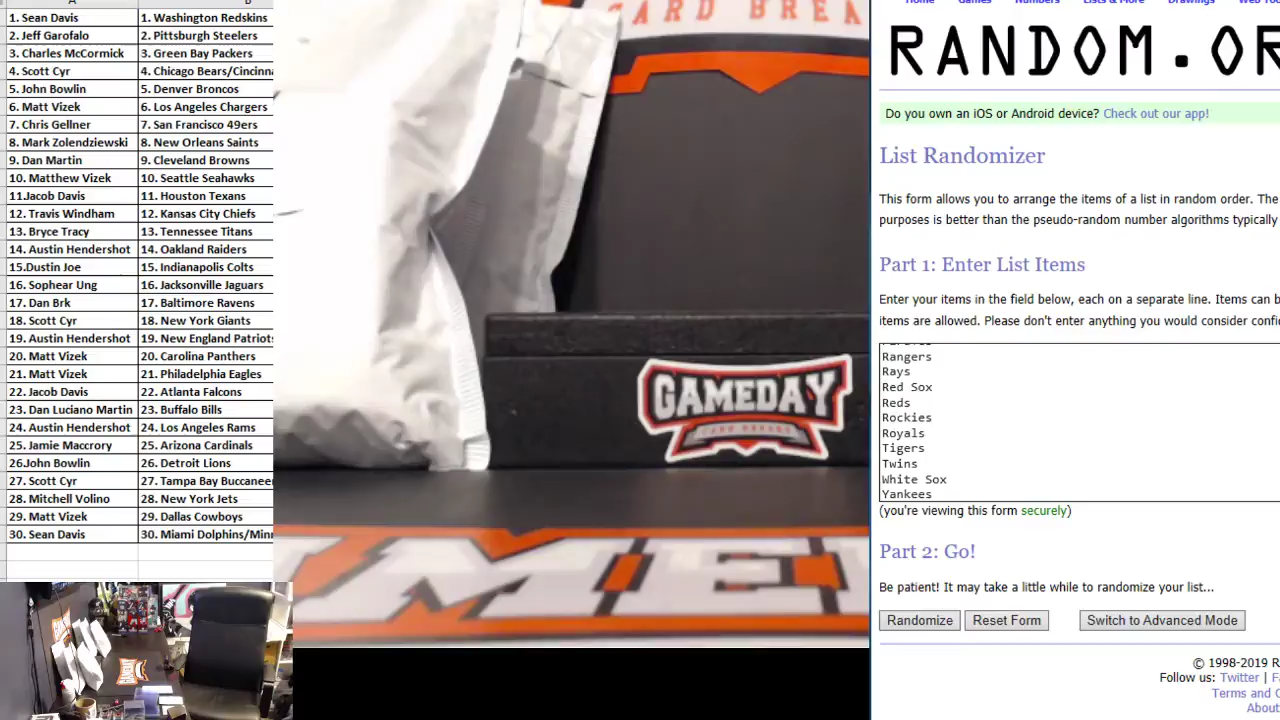 A
B
1. Sean Davis 1. Washington Redskins
2. Jeff Garofalo 2. Pittsburgh Steelers
3. Charles McCormick 3. Green Bay Packers
4. Scott Cyr 4. Chicago Bears/Cincinna
5. John Bowlin 5. Denver Broncos
6. Matt Vizek 6. Los Angeles Chargers
7. Chris Gellner 7. San Francisco 49ers
8. Mark Zolendziewski 8. New Orleans Saints
9. Dan Martin 9. Cleveland Browns
10. Matthew Vizek 10. Seattle Seahawks
11.Jacob Davis 11. Houston Texans
12. Travis Windham 12. Kansas City Chiefs
13. Bryce Tracy 13. Tennessee Titans
14. Austin Hendershot 14. Oakland Raiders
15.Dustin Joe 15. Indianapolis Colts
16. Sophear Ung 16. Jacksonville Jaguars
17. Dan Brk 17. Baltimore Ravens
18. Scott Cyr 18. New York Giants
19. Austin Hendershot 19. New England Patriots
20. Matt Vizek 20. Carolina Panthers
21. Matt Vizek 21. Philadelphia Eagles
22. Jacob Davis 22. Atlanta Falcons
23. Dan Luciano Martin 23. Buffalo Bills
24. Austin Hendershot 24. Los Angeles Rams
25. Jamie Maccrory 25. Arizona Cardinals
26John Bowlin 26. Detroit Lions
27. Scott Cyr 27. Tampa Bay Buccaneer
28. Mitchell Volino 28. New York Jets
29. Matt Vizek 29. Dallas Cowboys
30. Sean Davis 30. Miami Dolphins/Minn
CARD BREA
GAMEDAY
CARD BREAKS
Home Games Numbers Lists & More Drawings Web Too
RANDOM.OR
Do you own an iOS or Android device? Check out our app!
List Randomizer
This form allows you to arrange the items of a list in random order. The
purposes is better than the pseudo-random number algorithms typically
Part 1: Enter List Items
Enter your items in the field below, each on a separate line. Items can b
items are allowed. Please don't enter anything you would consider confi
Rangers
Rays
Red Sox
Reds
Rockies
Royals
Tigers
Twins
White Sox
Yankees
(you're viewing this form securely)
Part 2: Go!
Be patient! It may take a little while to randomize your list...
Randomize Reset Form Switch to Advanced Mode
© 1998-2019 R
Follow us: Twitter | F
Terms and C
About